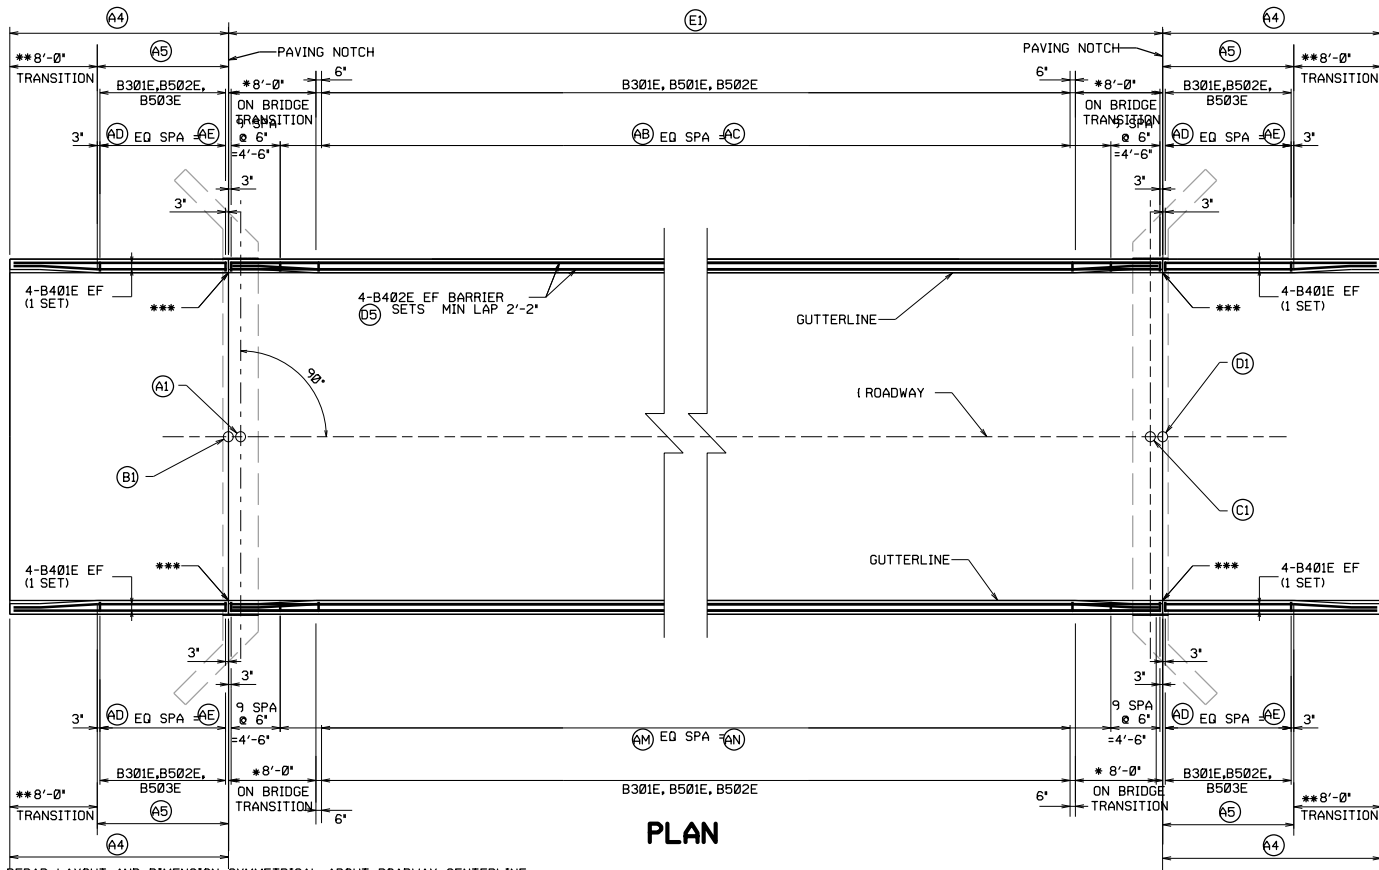 A4
E1
A4
**8'-0"
TRANSITION
A5
PAVING NOTCH
PAVING NOTCH
A5
**8'-0"
TRANSITION
B301E,B502E,
B503E
*8'-0"
ON BRIDGE
TRANSITION
6"
B301E, B501E, B502E
6"
*8'-0"
ON BRIDGE
TRANSITION
B301E,B502E,
B503E
3"
AD EQ SPA = AE
9 SPA
@ 6"
=4'-6"
AB EQ SPA = AC
9 SPA
@ 6"
=4'-6"
AD EQ SPA = AE
3"
3"
3"
3"
3"
4-B401E EF
(1 SET)
***
4-B402E EF BARRIER
D5 SETS MIN LAP 2'-2"
GUTTERLINE
***
4-B401E EF
(1 SET)
A1
90°
ROADWAY
D1
B1
C1
4-B401E EF
(1 SET)
***
GUTTERLINE
***
4-B401E EF
(1 SET)
3"
3"
3"
3"
3"
AD EQ SPA = AE
9 SPA
@ 6"
=4'-6"
AM EQ SPA = AN
9 SPA
@ 6"
=4'-6"
AD EQ SPA = AE
3"
B301E,B502E,
B503E
*8'-0"
ON BRIDGE
TRANSITION
6"
B301E, B501E, B502E
6"
* 8'-0"
ON BRIDGE
TRANSITION
B301E,B502E,
B503E
**8'-0"
TRANSITION
A5
A5
**8'-0"
TRANSITION
PLAN
A4
A4
REBAR LAYOUT AND DIMENSION SYMMETRICAL ABOUT ROADWAY CENTERLINE